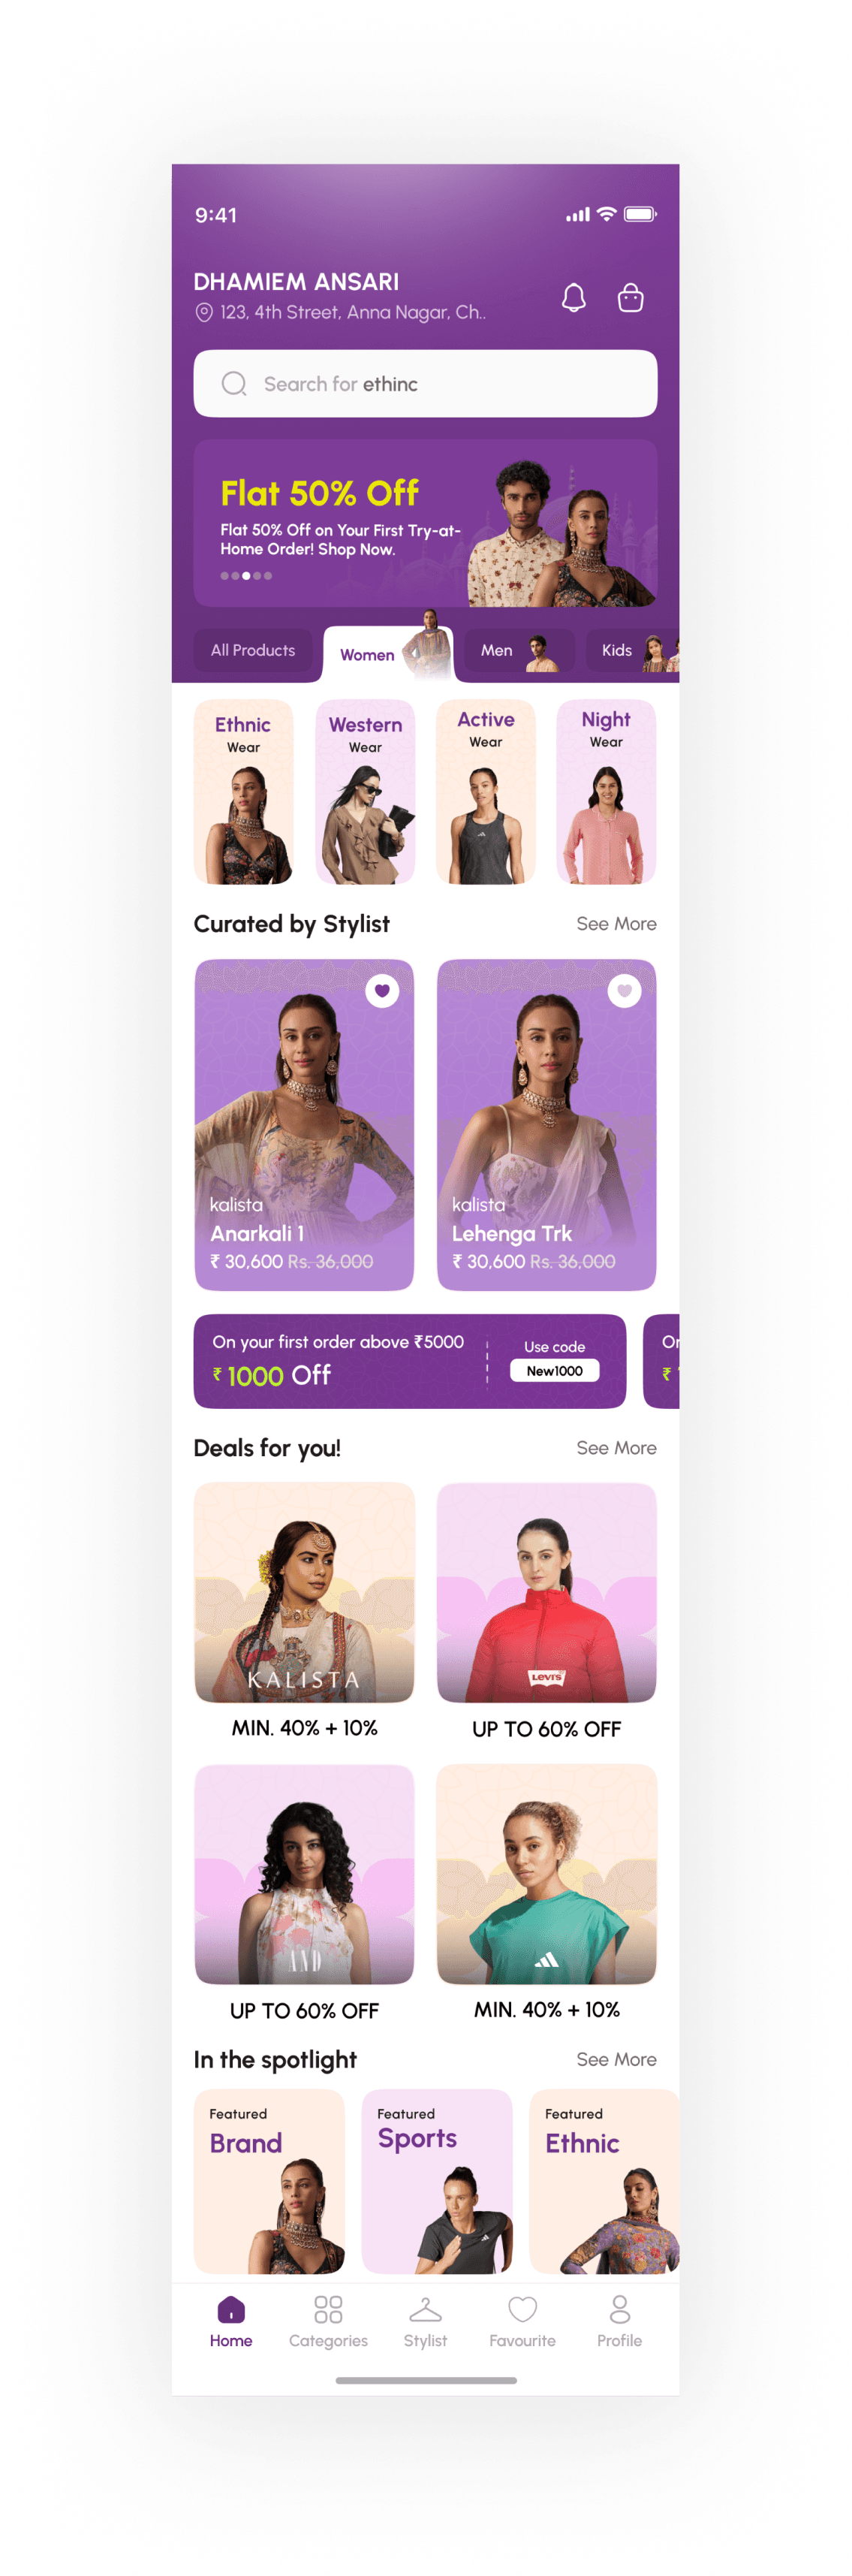 9:41
DHAMIEM ANSARI
123, 4th Street, Anna Nagar, Ch..
Search for ethinc
Flat 50% Off
Flat 50% Off on Your First Try-at-
Home Order! Shop Now.
All Products
Women
Men
Kids
Ethnic
Wear
Western
Wear
Active
Wear
Night
Wear
Curated by Stylist
See More
kalista
Anarkali 1
₹ 30,600 Rs. 36,000
kalista
Lehenga Trk
₹ 30,600 Rs. 36,000
On your first order above ₹5000
₹ 1000 Off
Use code
New1000
Or
₹
Deals for you!
See More
KALISTA
MIN. 40% + 10%
Levi's
UP TO 60% OFF
AND
UP TO 60% OFF
MIN. 40% + 10%
In the spotlight
See More
Featured
Brand
Featured
Sports
Featured
Ethnic
Home
Categories
Stylist
Favourite
Profile